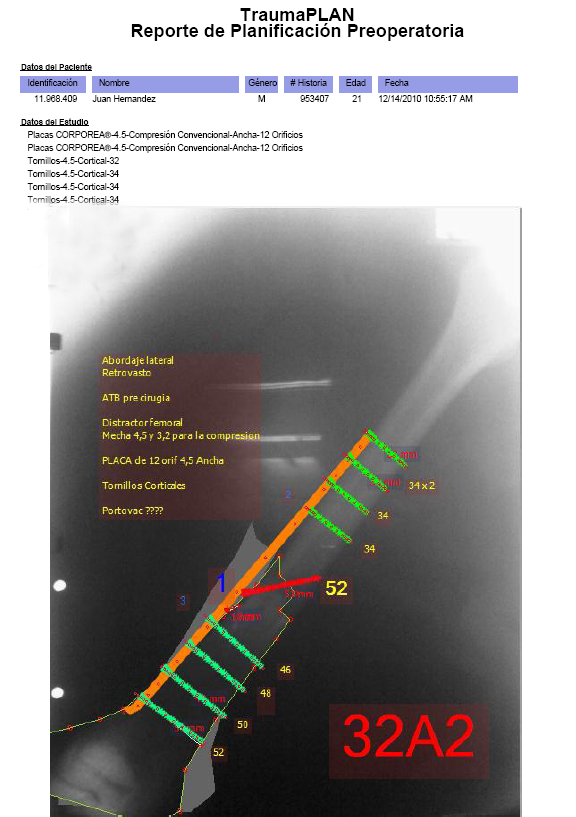 TraumaPLAN
Reporte de Planificación Preoperatoria
Datos del Paciente
Identificación Nombre Género # Historia Edad Fecha
11.968.409 Juan Hernandez M 953407 21 12/14/2010 10:55:17 AM
Datos del Estudio
Placas CORPOREA®-4.5-Compresión Convencional-Ancha-12 Orificios
Placas CORPOREA®-4.5-Compresión Convencional-Ancha-12 Orificios
Tornillos-4.5-Cortical-32
Tornillos-4.5-Cortical-34
Tornillos-4.5-Cortical-34
Tornillos-4.5-Cortical-34
Abordaje lateral
Retrovasto
ATB pre cirugia
Distractor femoral
Mecha 4,5 y 3,2 para la compresion
PLACA de 12 orif 4,5 Ancha
Tornillos Corticales
Portovac ????
34 x 2
2
34
34
1
52
3
46
48
50
52
32A2